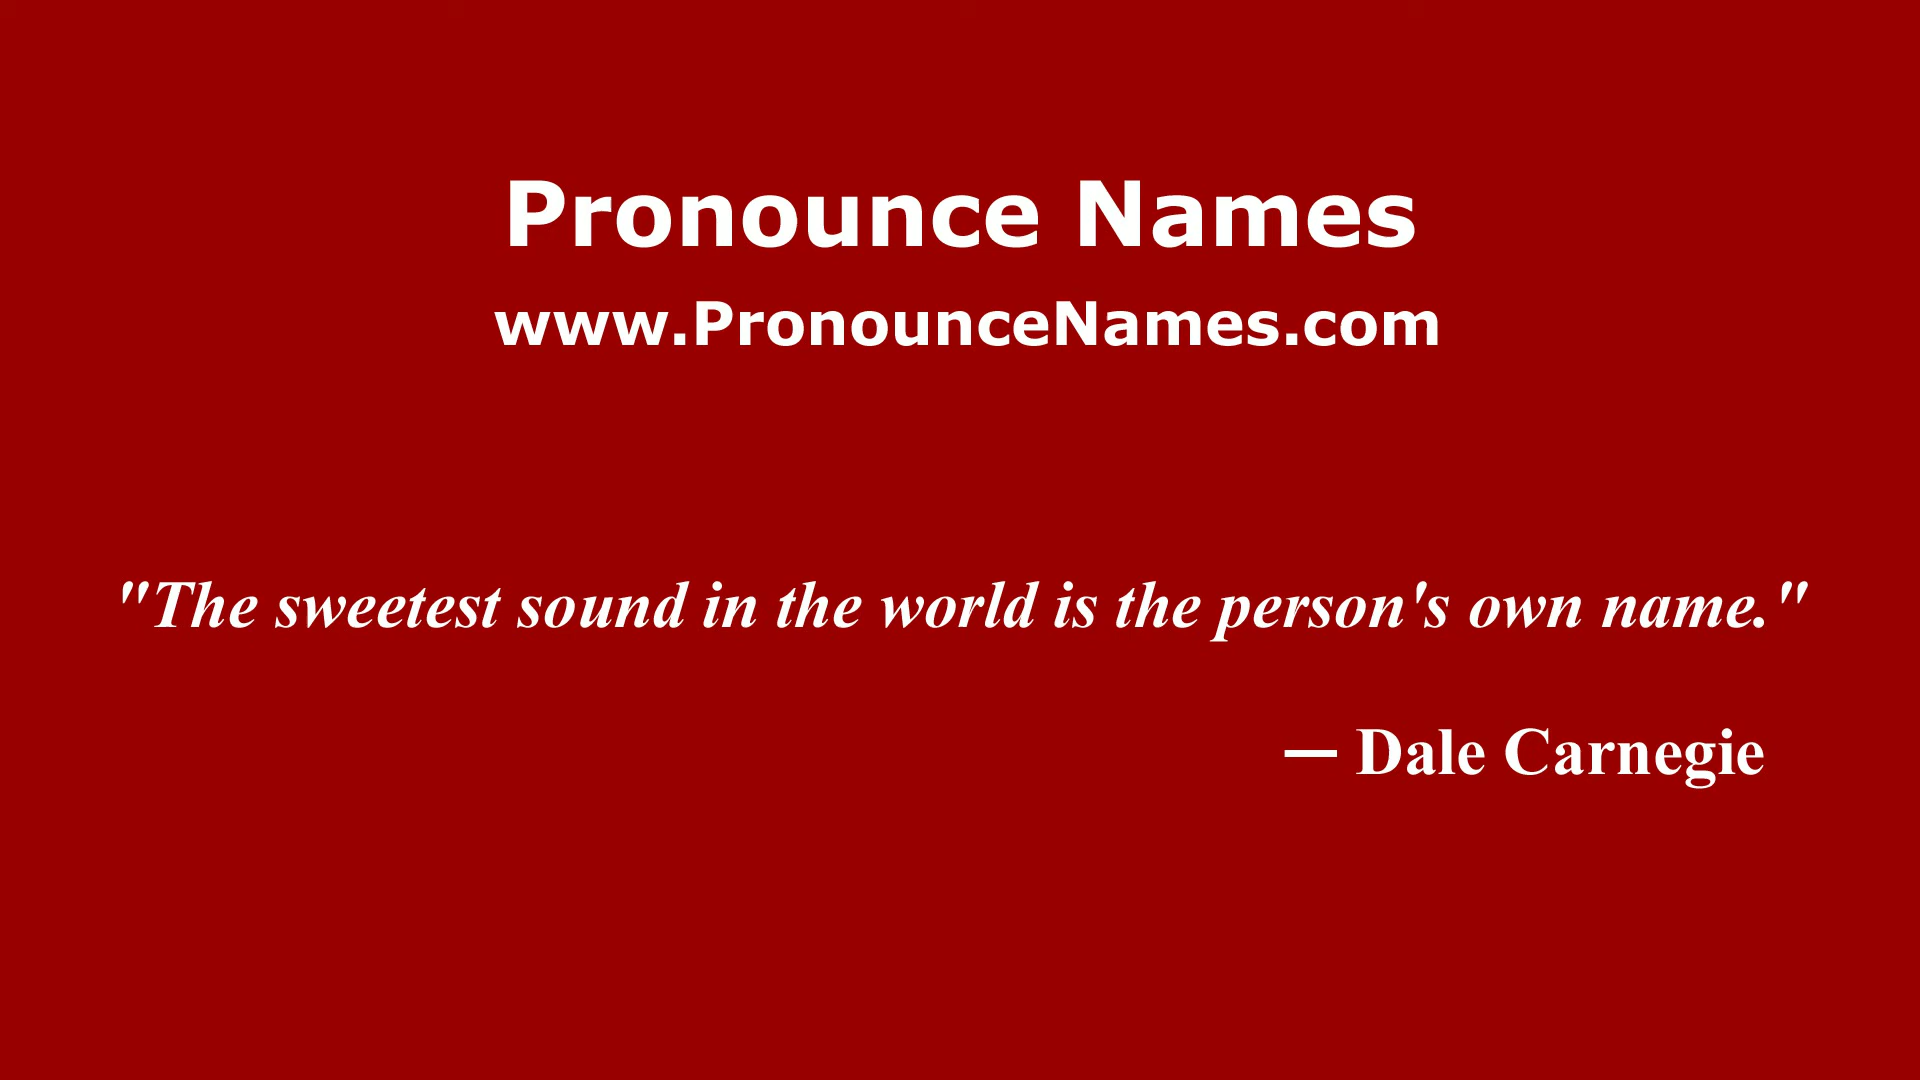 Pronounce Names
www.PronounceNames.com
"The sweetest sound in the world is the person's own name."
— Dale Carnegie